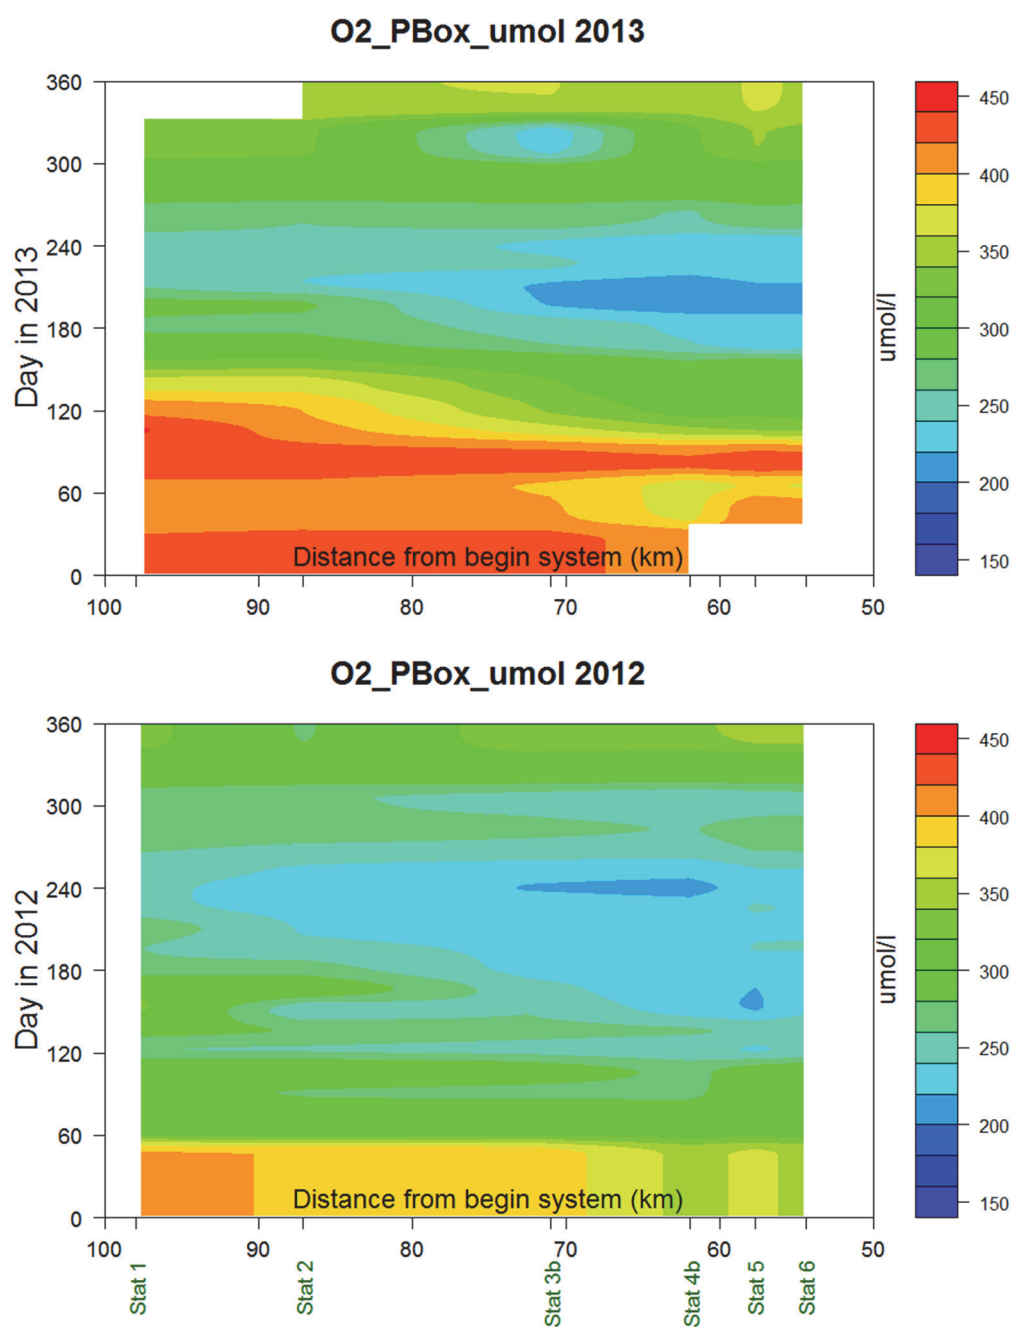 O2_PBox_umol 2013
360
300
240
180
120
60
0
Day in 2013
Distance from begin system (km)
100 90 80 70 60 50
450
400
350
300
250
200
150
umol/l
O2_PBox_umol 2012
360
300
240
180
120
60
0
Day in 2012
Distance from begin system (km)
100 90 80 70 60 50
Stat 1 Stat 2 Stat 3b Stat 4b Stat 5 Stat 6
450
400
350
300
250
200
150
umol/l